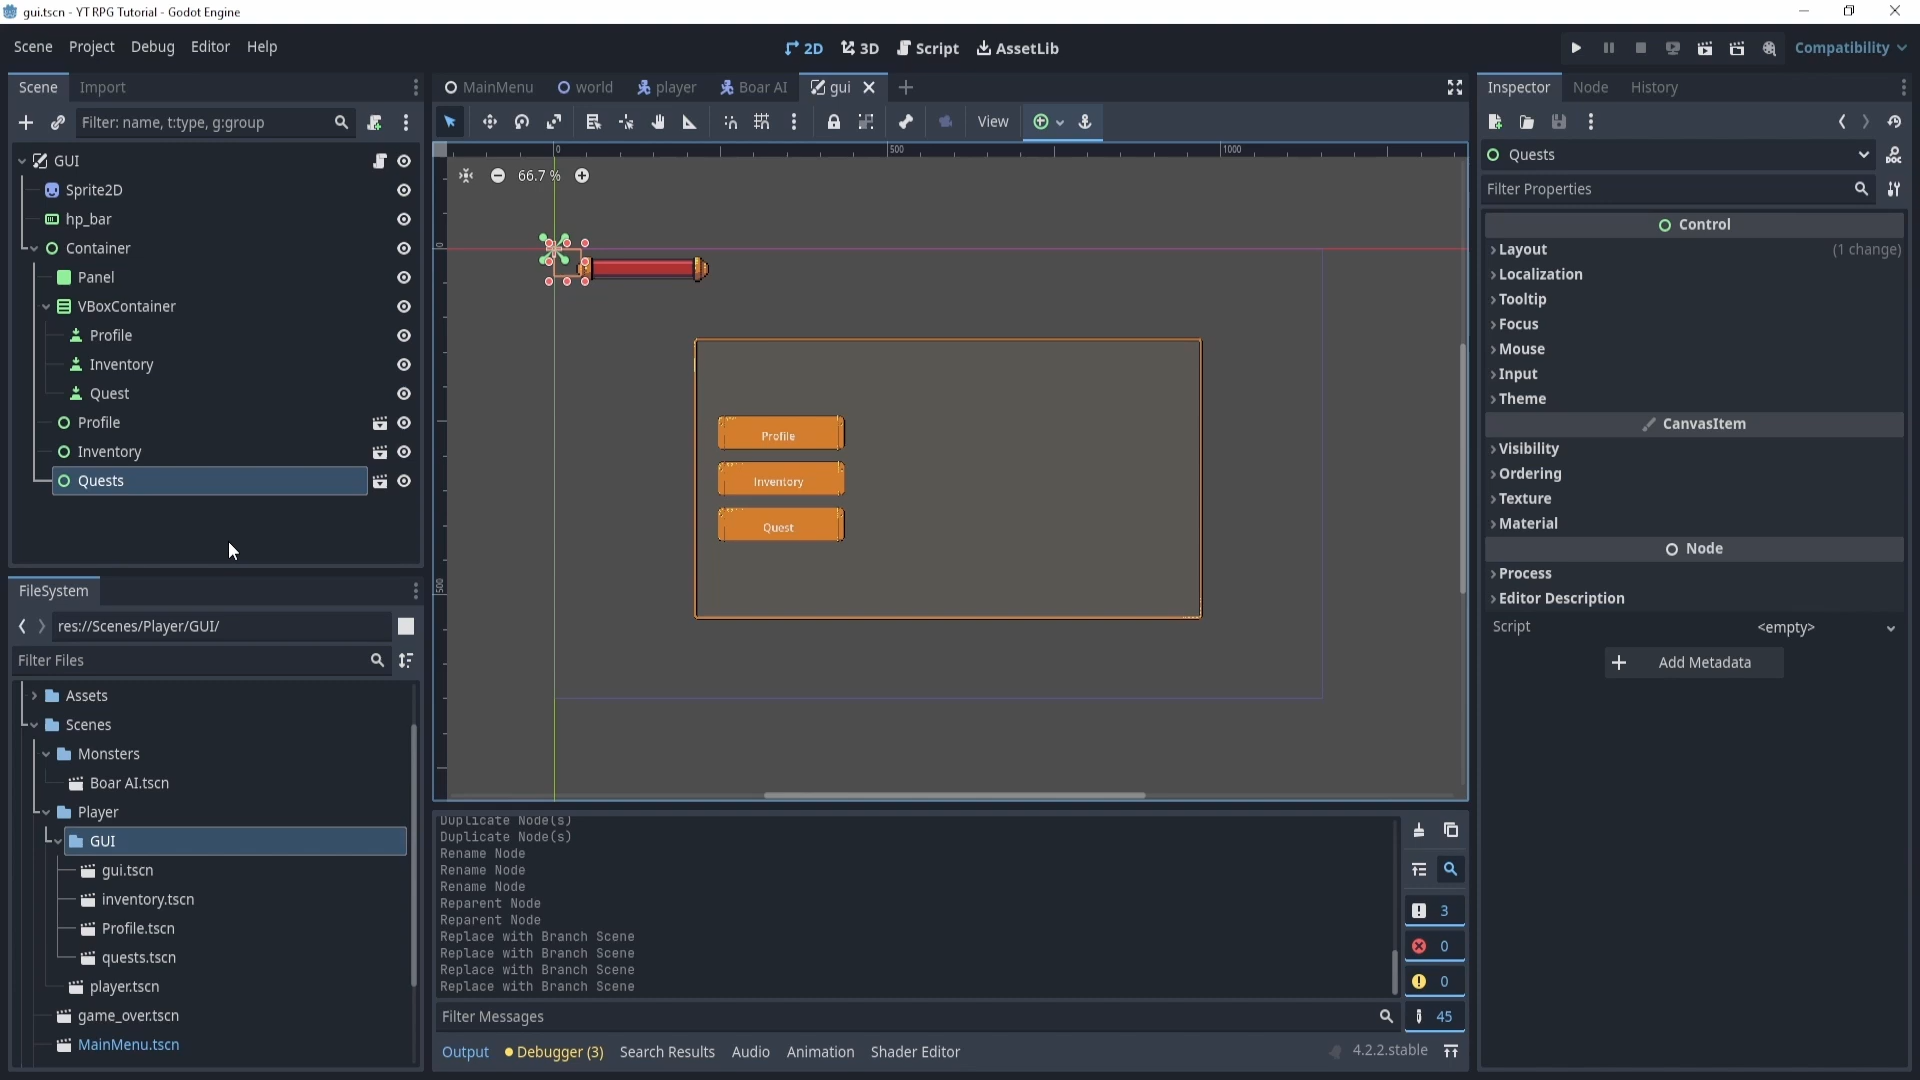 gui.tscn - YT RPG Tutorial - Godot Engine
Scene Project Debug Editor Help
2D 3D Script AssetLib
Compatibility
Scene Import
MainMenu world player Boar AI gui
Inspector Node History
Filter: name, t:type, g:group
View
GUI
Sprite2D
hp_bar
Container
Panel
VBoxContainer
Profile
Inventory
Quest
Profile
Inventory
Quests
0 500 1000
66.7 %
0
500
Profile
Inventory
Quest
Quests
Filter Properties
Control
Layout (1 change)
Localization
Tooltip
Focus
Mouse
Input
Theme
CanvasItem
Visibility
Ordering
Texture
Material
Node
Process
Editor Description
Script <empty>
Add Metadata
FileSystem
res://Scenes/Player/GUI/
Filter Files
Assets
Scenes
Monsters
Boar AI.tscn
Player
GUI
gui.tscn
inventory.tscn
Profile.tscn
quests.tscn
player.tscn
game_over.tscn
MainMenu.tscn
Duplicate Node(s)
Duplicate Node(s)
Rename Node
Rename Node
Rename Node
Reparent Node
Reparent Node
Replace with Branch Scene
Replace with Branch Scene
Replace with Branch Scene
Replace with Branch Scene
3
0
0
45
Filter Messages
Output Debugger (3) Search Results Audio Animation Shader Editor
4.2.2.stable